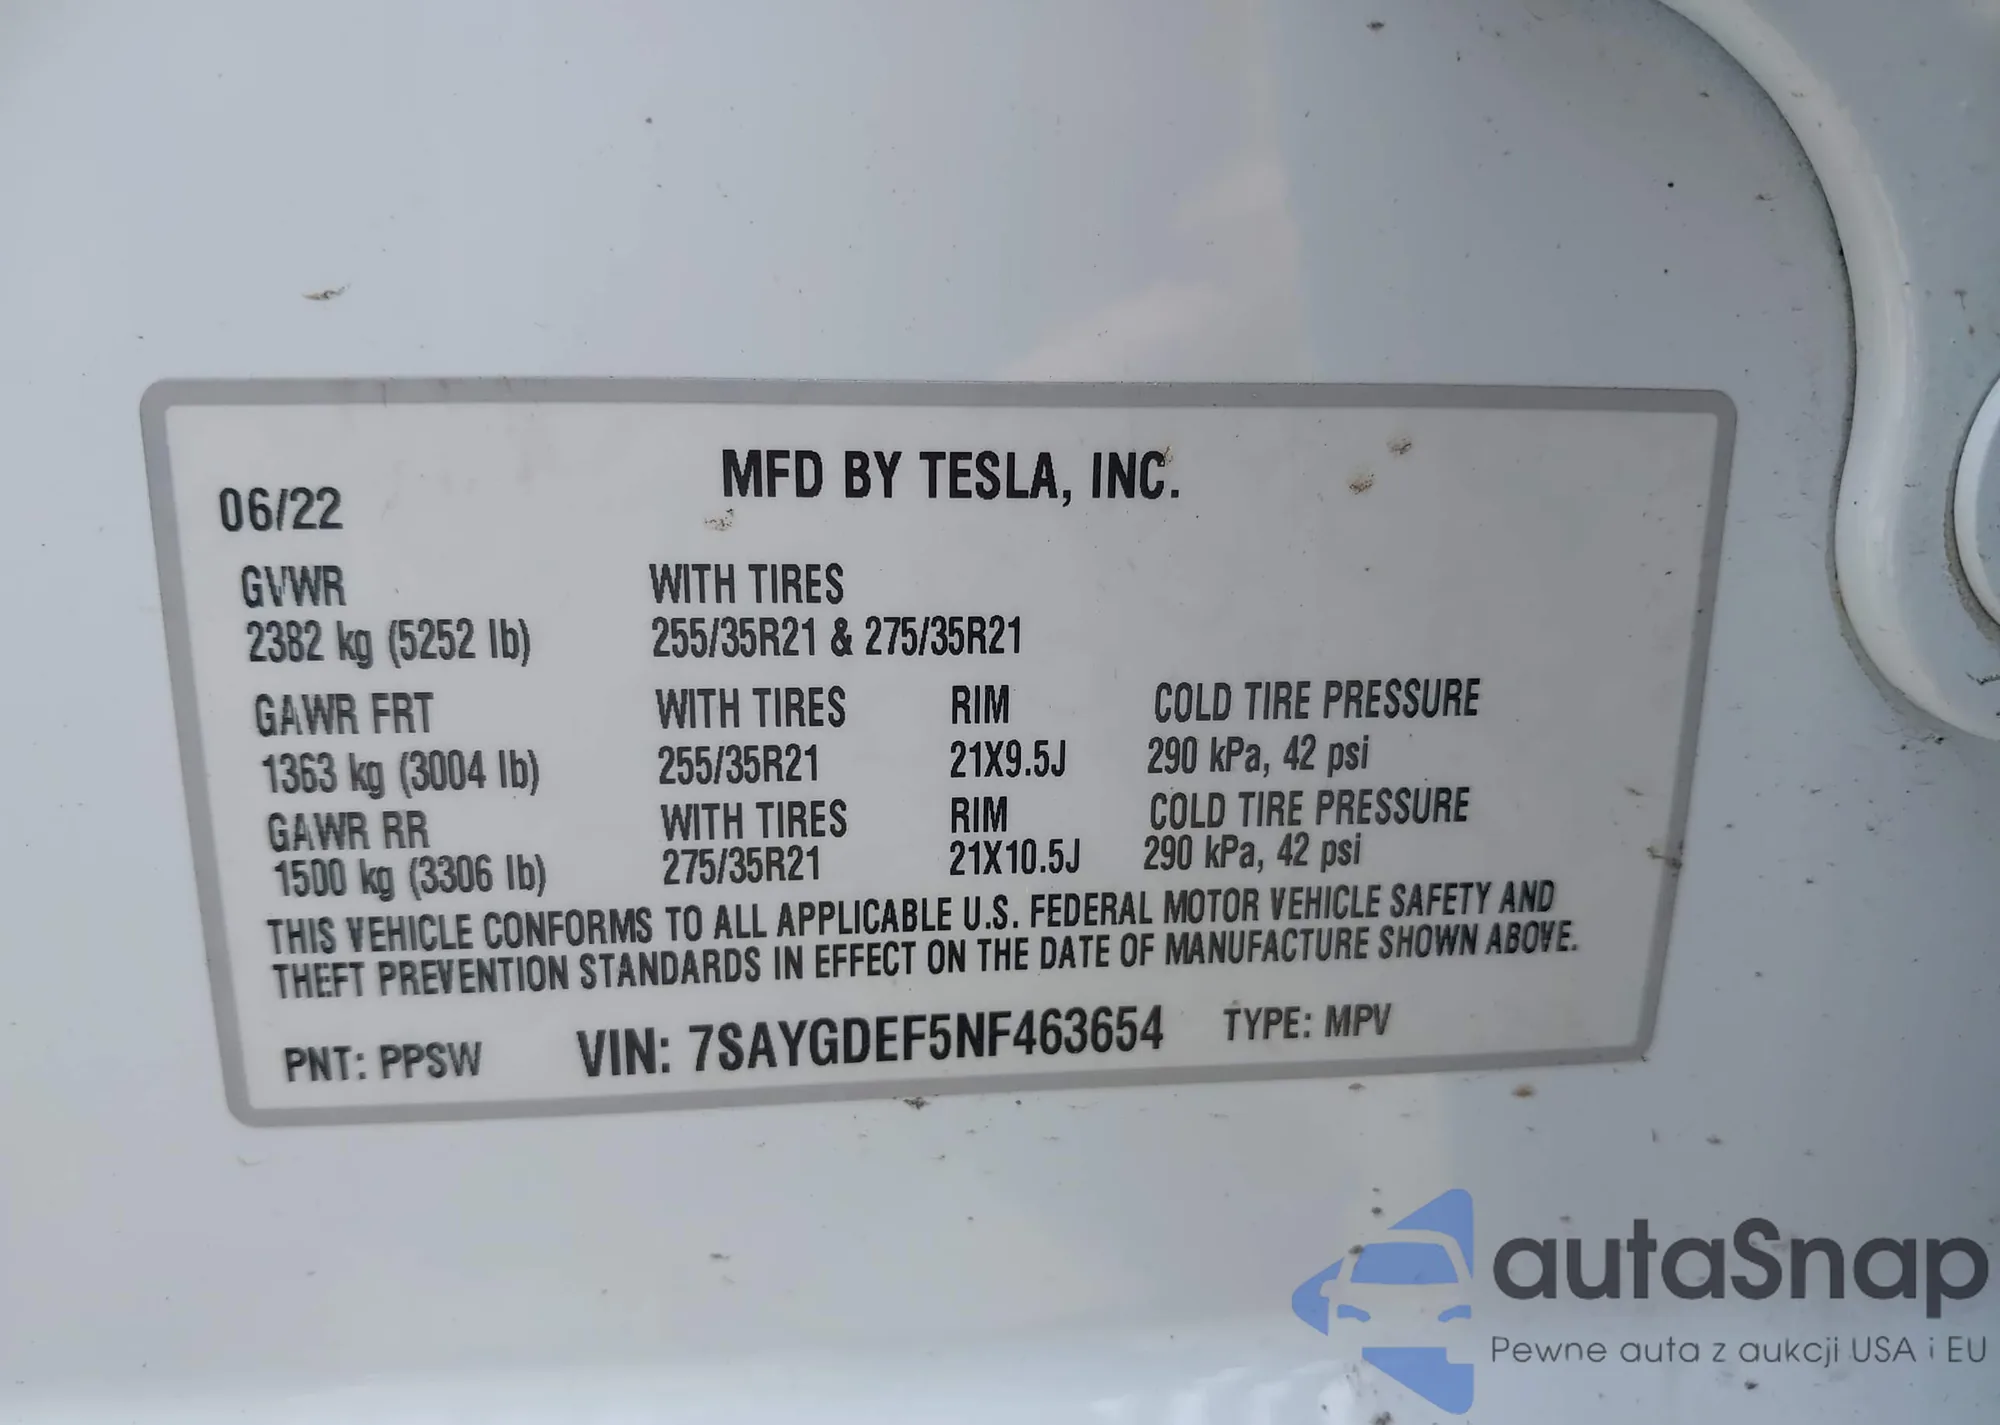 MFD BY TESLA, INC.
06/22
GVWR WITH TIRES
2382 kg (5252 lb) 255/35R21 & 275/35R21
GAWR FRT WITH TIRES RIM COLD TIRE PRESSURE
1363 kg (3004 lb) 255/35R21 21X9.5J 290 kPa, 42 psi
GAWR RR WITH TIRES RIM COLD TIRE PRESSURE
1500 kg (3306 lb) 275/35R21 21X10.5J 290 kPa, 42 psi
THIS VEHICLE CONFORMS TO ALL APPLICABLE U.S. FEDERAL MOTOR VEHICLE SAFETY AND
THEFT PREVENTION STANDARDS IN EFFECT ON THE DATE OF MANUFACTURE SHOWN ABOVE.
PNT: PPSW VIN: 7SAYGDEF5NF463654 TYPE: MPV
autaSnap
Pewne auta z aukcji USA i EU